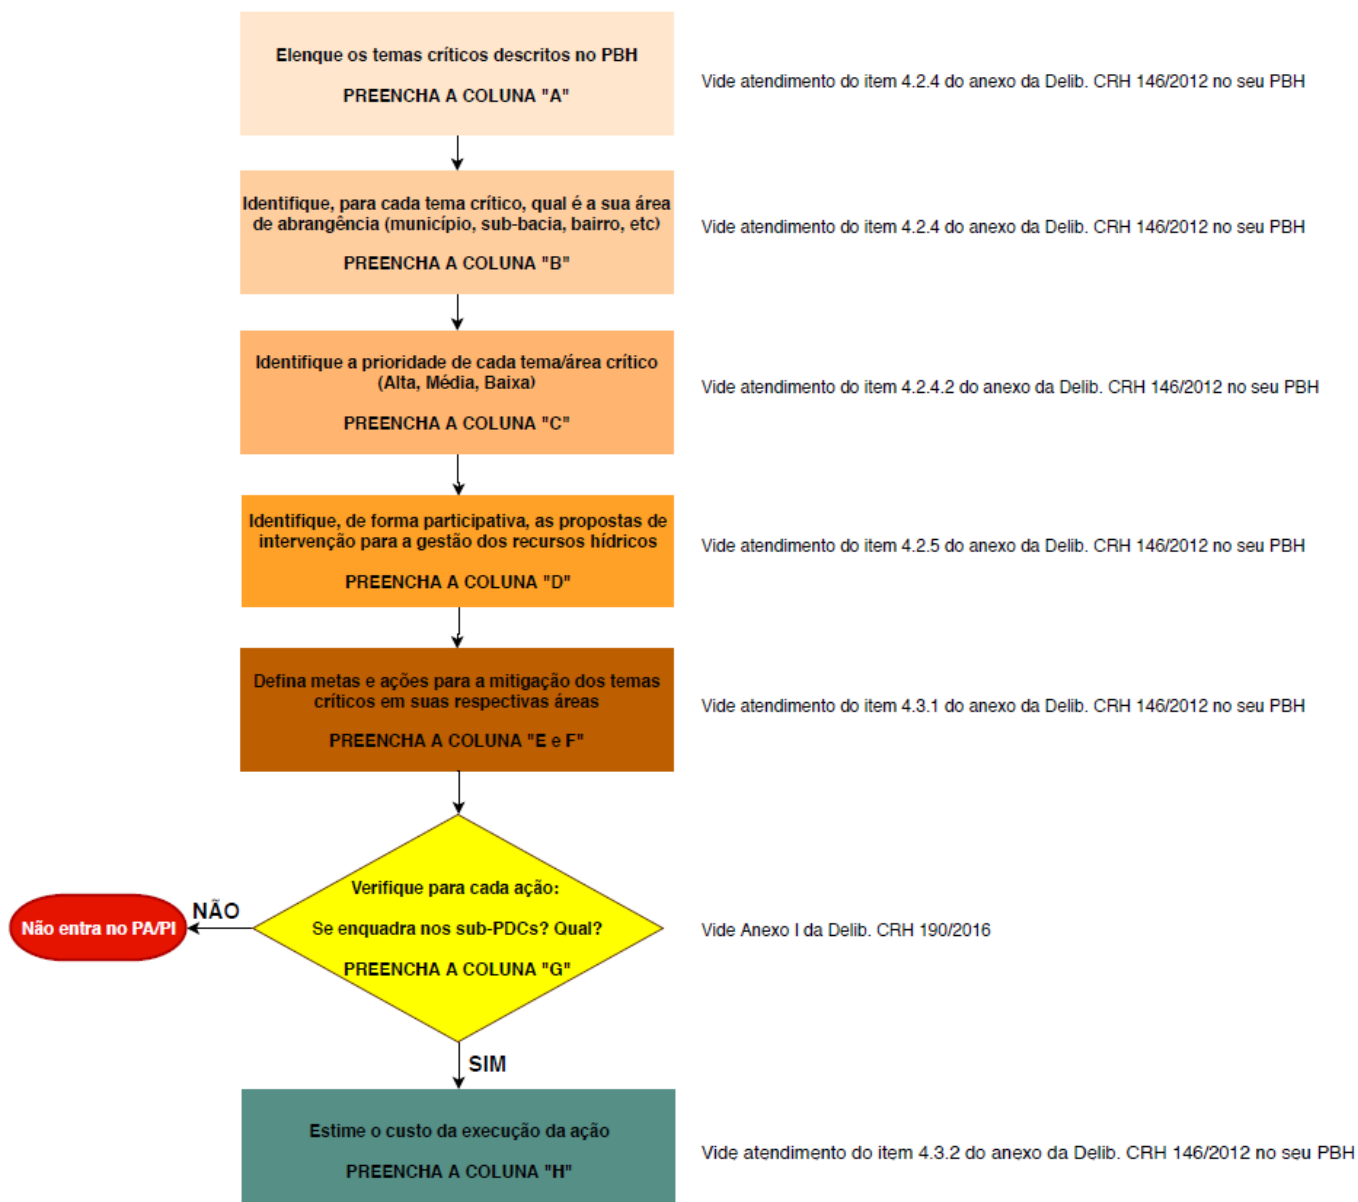 Elenque os temas críticos descritos no PBH
PREENCHA A COLUNA "A"
Vide atendimento do item 4.2.4 do anexo da Delib. CRH 146/2012 no seu PBH
Identifique, para cada tema crítico, qual é a sua área
de abrangência (município, sub-bacia, bairro, etc)
PREENCHA A COLUNA "B"
Vide atendimento do item 4.2.4 do anexo da Delib. CRH 146/2012 no seu PBH
Identifique a prioridade de cada tema/área crítico
(Alta, Média, Baixa)
PREENCHA A COLUNA "C"
Vide atendimento do item 4.2.4.2 do anexo da Delib. CRH 146/2012 no seu PBH
Identifique, de forma participativa, as propostas de
intervenção para a gestão dos recursos hídricos
PREENCHA A COLUNA "D"
Vide atendimento do item 4.2.5 do anexo da Delib. CRH 146/2012 no seu PBH
Defina metas e ações para a mitigação dos temas
críticos em suas respectivas áreas
PREENCHA A COLUNA "E e F"
Vide atendimento do item 4.3.1 do anexo da Delib. CRH 146/2012 no seu PBH
Verifique para cada ação:
Se enquadra nos sub-PDCs? Qual?
PREENCHA A COLUNA "G"
Vide Anexo I da Delib. CRH 190/2016
NÃO
Não entra no PA/PI
SIM
Estime o custo da execução da ação
PREENCHA A COLUNA "H"
Vide atendimento do item 4.3.2 do anexo da Delib. CRH 146/2012 no seu PBH